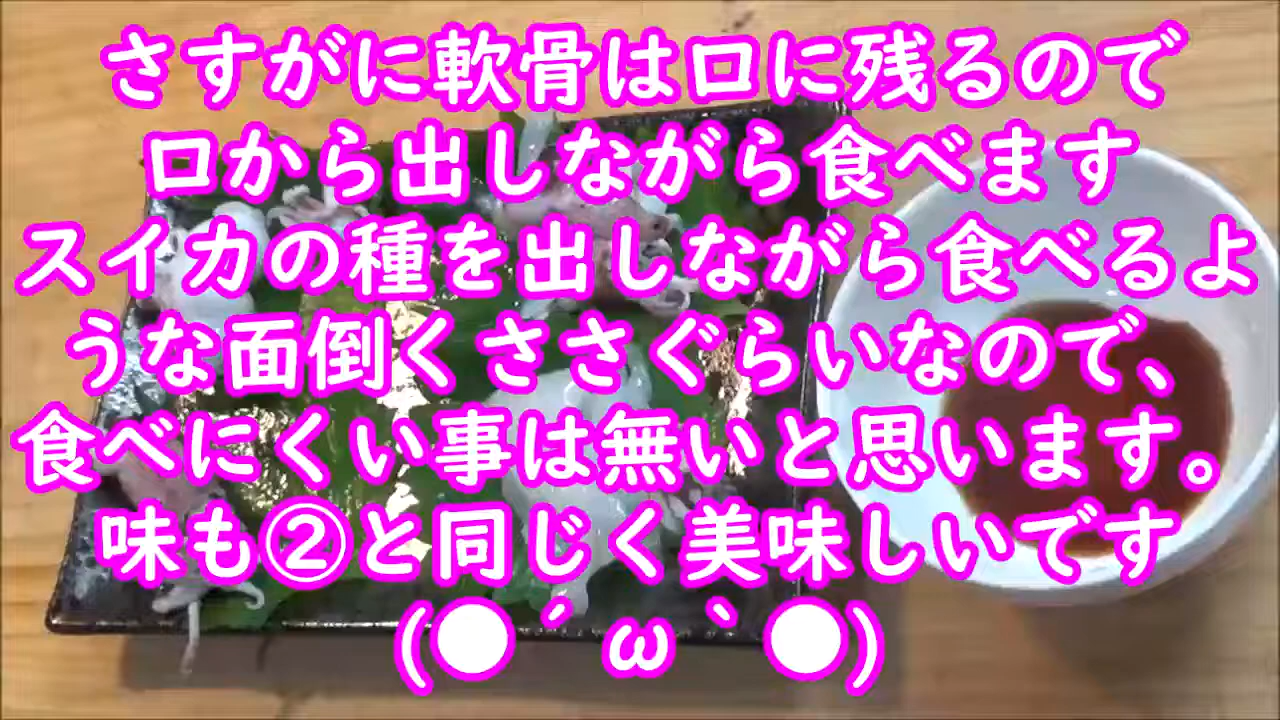 さすがに軟骨は口に残るので
口から出しながら食べます
スイカの種を出しながら食べるよ
うな面倒くささぐらいなので、
食べにくい事は無いと思います。
味も②と同じく美味しいです
(●´ω｀●)